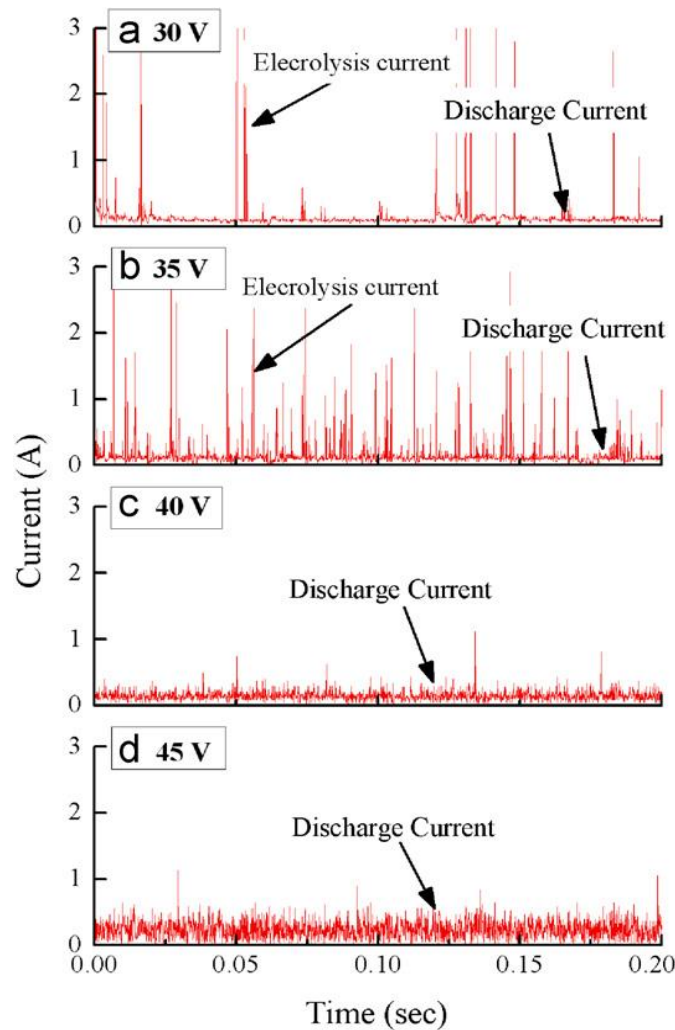 a 30 V
Elecrolysis current
Discharge Current
3
2
1
0
b 35 V
Elecrolysis current
Discharge Current
3
2
1
0
c 40 V
Discharge Current
3
2
1
0
d 45 V
Discharge Current
3
2
1
0
Current (A)
0.00 0.05 0.10 0.15 0.20
Time (sec)